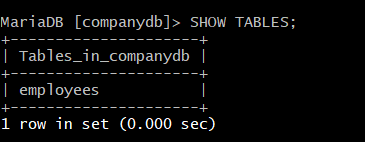 MariaDB [companydb]> SHOW TABLES;
+---------------------+
| Tables_in_companydb |
+---------------------+
| employees           |
+---------------------+
1 row in set (0.000 sec)